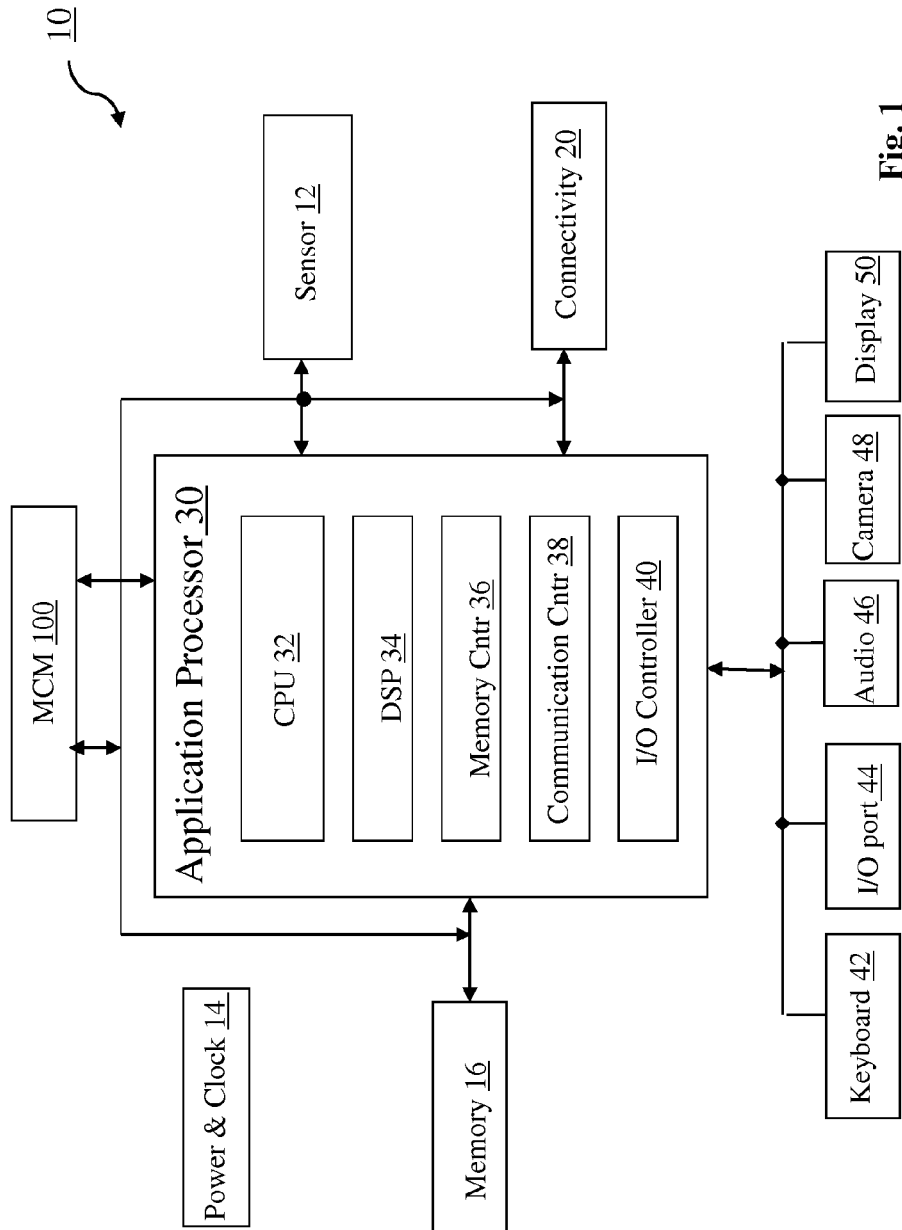 10
MCM 100
Power & Clock 14
Application Processor 30
Sensor 12
CPU 32
DSP 34
Memory Cntr 36
Communication Cntr 38
I/O Controller 40
Memory 16
Connectivity 20
Keyboard 42
I/O port 44
Audio 46
Camera 48
Display 50
Fig. 1